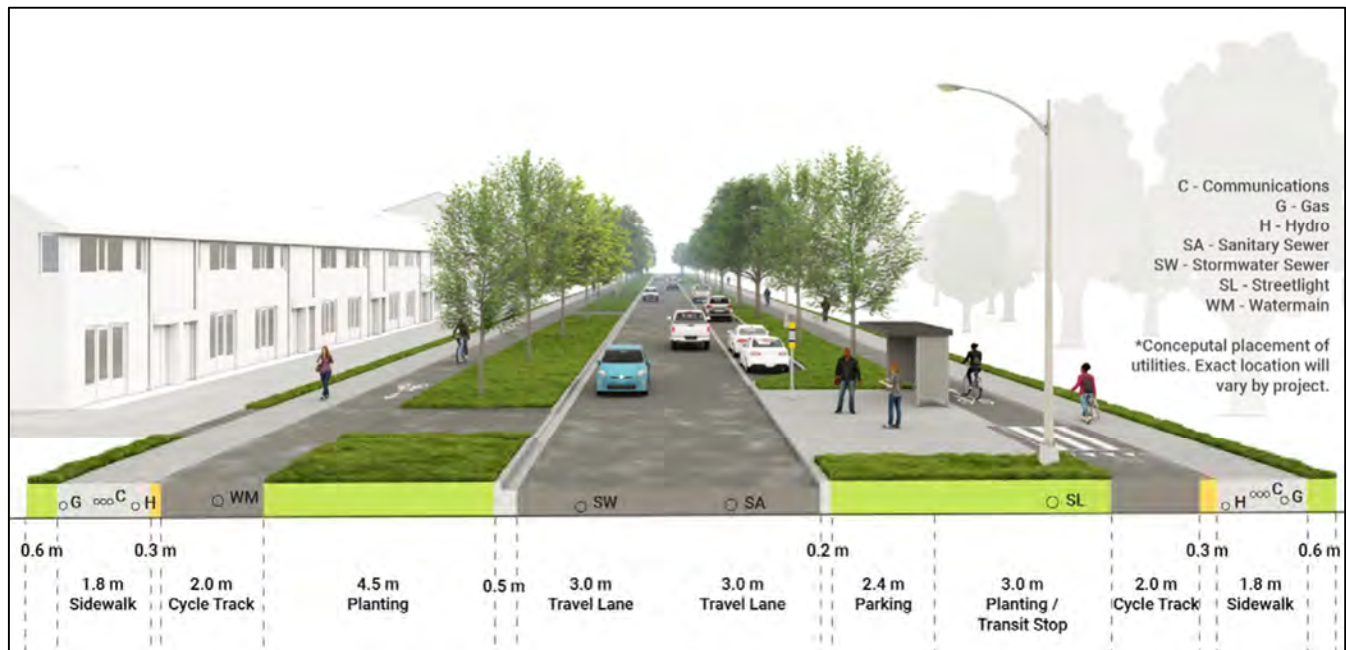 C - Communications
G - Gas
H - Hydro
SA - Sanitary Sewer
SW - Stormwater Sewer
SL - Streetlight
WM - Watermain
*Conceputal placement of
utilities. Exact location will
vary by project.
G C H WM SW SA SL H C G
0.6 m 0.3 m 0.2 m 0.3 m 0.6 m
1.8 m 2.0 m 4.5 m 0.5 m 3.0 m 3.0 m 2.4 m 3.0 m 2.0 m 1.8 m
Sidewalk Cycle Track Planting Travel Lane Travel Lane Parking Planting / Cycle Track Sidewalk
Transit Stop